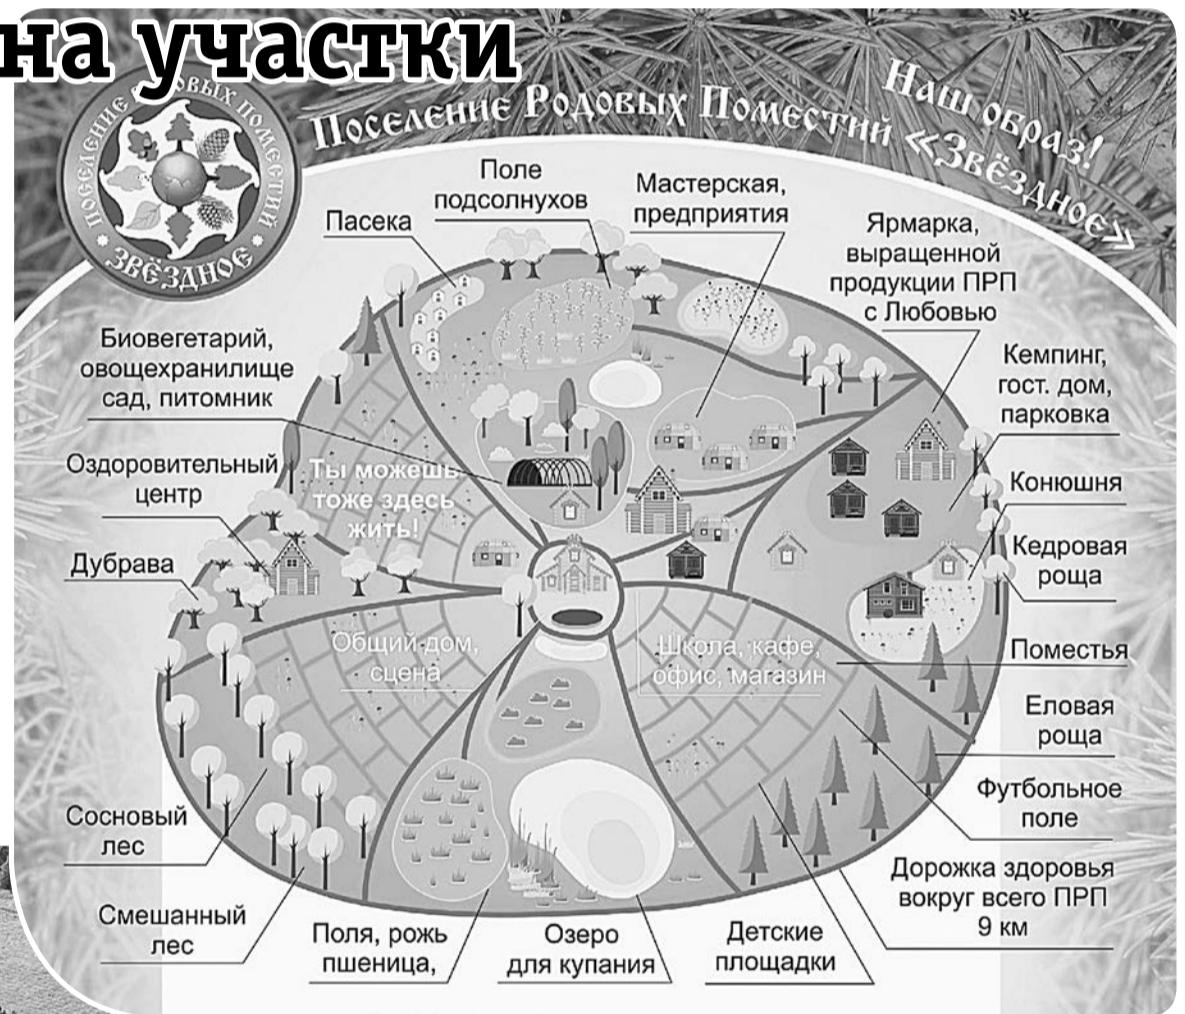 на участки
ПОСЕЛЕНИЕ РОДОВЫХ ПОМЕСТИЙ
ЗВЁЗДНОЕ
Поселение Родовых Поместий «Звёздное»
Наш образ!
Поле
подсолнухов
Мастерская,
предприятия
Пасека
Ярмарка,
выращенной
продукции ПРП
с Любовью
Биовегетарий,
овощехранилище
сад, питомник
Кемпинг,
гост. дом,
парковка
Оздоровительный
центр
Ты можешь
тоже здесь
жить!
Конюшня
Дубрава
Кедровая
роща
Общий дом,
сцена
Школа, кафе,
офис, магазин
Поместья
Еловая
роща
Сосновый
лес
Футбольное
поле
Дорожка здоровья
вокруг всего ПРП
9 км
Смешанный
лес
Поля, рожь
пшеница,
Озеро
для купания
Детские
площадки